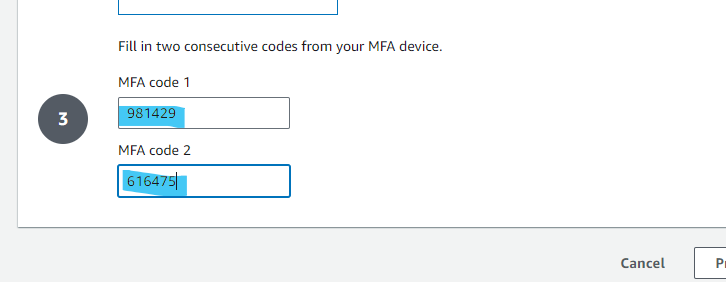 Fill in two consecutive codes from your MFA device.
MFA code 1
3
981429
MFA code 2
616475
Cancel